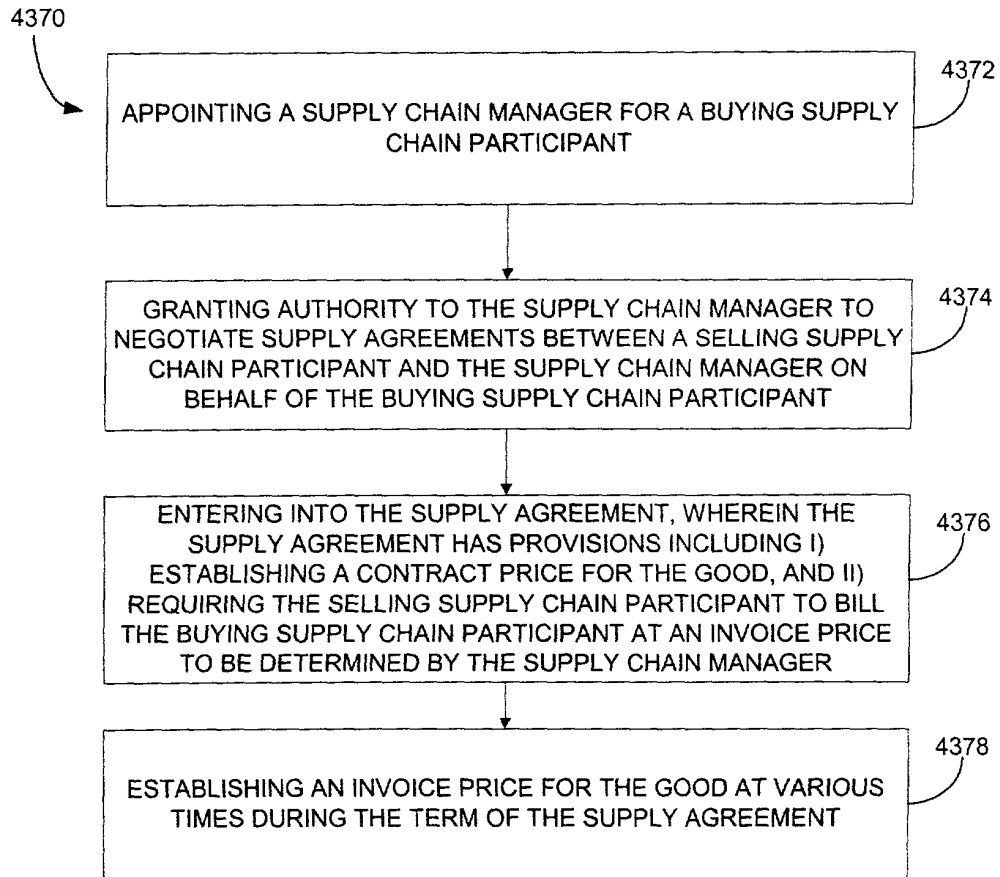 4370
4372
APPOINTING A SUPPLY CHAIN MANAGER FOR A BUYING SUPPLY
CHAIN PARTICIPANT
4374
GRANTING AUTHORITY TO THE SUPPLY CHAIN MANAGER TO
NEGOTIATE SUPPLY AGREEMENTS BETWEEN A SELLING SUPPLY
CHAIN PARTICIPANT AND THE SUPPLY CHAIN MANAGER ON
BEHALF OF THE BUYING SUPPLY CHAIN PARTICIPANT
4376
ENTERING INTO THE SUPPLY AGREEMENT, WHEREIN THE
SUPPLY AGREEMENT HAS PROVISIONS INCLUDING I)
ESTABLISHING A CONTRACT PRICE FOR THE GOOD, AND II)
REQUIRING THE SELLING SUPPLY CHAIN PARTICIPANT TO BILL
THE BUYING SUPPLY CHAIN PARTICIPANT AT AN INVOICE PRICE
TO BE DETERMINED BY THE SUPPLY CHAIN MANAGER
4378
ESTABLISHING AN INVOICE PRICE FOR THE GOOD AT VARIOUS
TIMES DURING THE TERM OF THE SUPPLY AGREEMENT